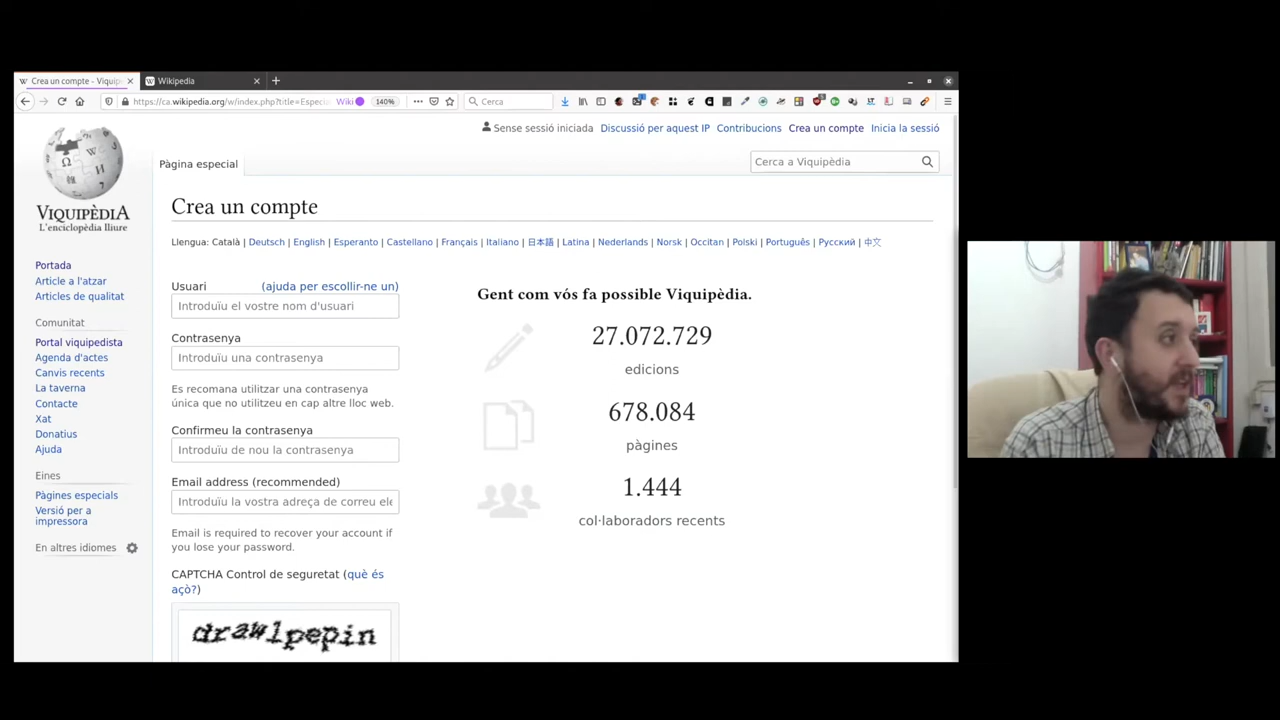 Crea un compte - Viquip
Wikipedia
https://ca.wikipedia.org/w/index.php?title=Especia
Wiki
140%
Cerca
Sense sessió iniciada Discussió per aquest IP Contribucions Crea un compte Inicia la sessió
Pàgina especial
Cerca a Viquipèdia
VIQUIPÈDIA
L'enciclopèdia lliure
Portada
Article a l'atzar
Articles de qualitat
Comunitat
Portal viquipedista
Agenda d'actes
Canvis recents
La taverna
Contacte
Xat
Donatius
Ajuda
Eines
Pàgines especials
Versió per a
impressora
En altres idiomes
Crea un compte
Llengua: Català | Deutsch | English | Esperanto | Castellano | Français | Italiano | 日本語 | Latina | Nederlands | Norsk | Occitan | Polski | Português | Русский | 中文
Usuari (ajuda per escollir-ne un)
Introduïu el vostre nom d'usuari
Contrasenya
Introduïu una contrasenya
Es recomana utilitzar una contrasenya
única que no utilitzeu en cap altre lloc web.
Confirmeu la contrasenya
Introduïu de nou la contrasenya
Email address (recommended)
Introduïu la vostra adreça de correu ele
Email is required to recover your account if
you lose your password.
CAPTCHA Control de seguretat (què és
açò?)
drawlpepin
Gent com vós fa possible Viquipèdia.
27.072.729
edicions
678.084
pàgines
1.444
col·laboradors recents